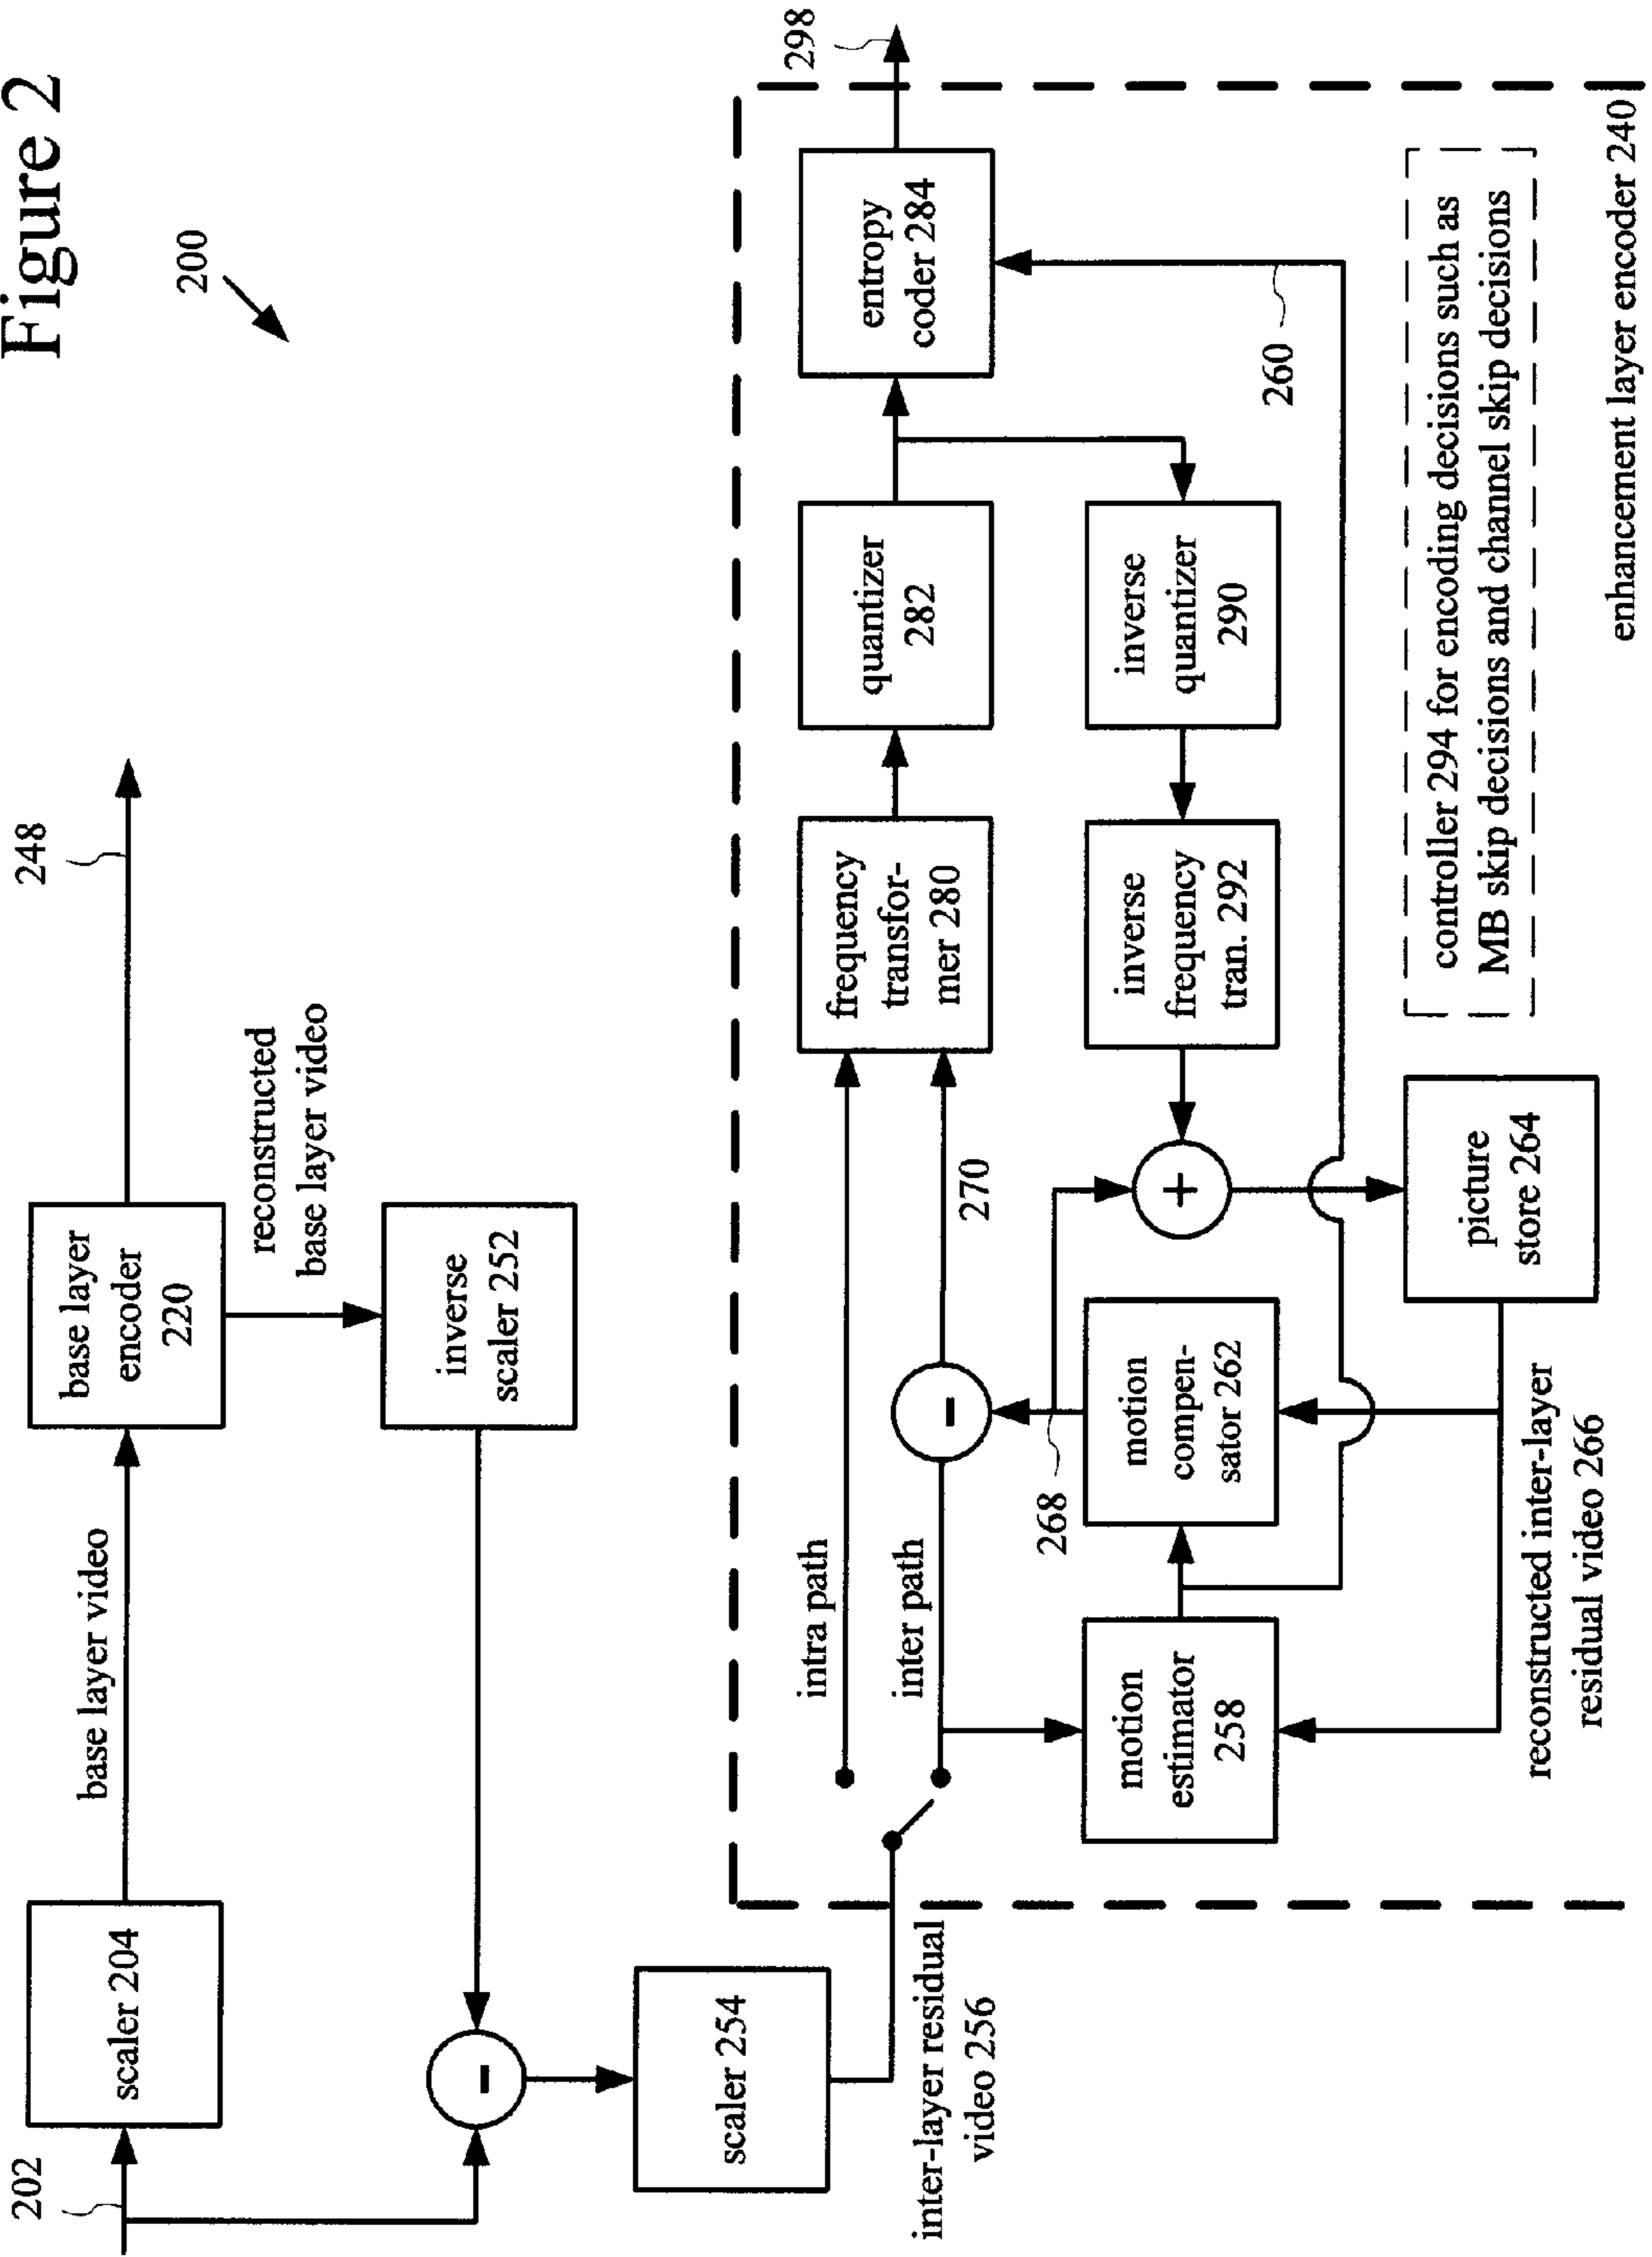 Figure 2
200
202
scaler 204
base layer video
base layer
encoder
220
248
reconstructed
base layer video
inverse
scaler 252
-
scaler 254
inter-layer residual
video 256
intra path
inter path
-
270
268
frequency
transfor-
mer 280
quantizer
282
entropy
coder 284
298
motion
estimator
258
motion
compen-
sator 262
+
inverse
frequency
tran. 292
inverse
quantizer
290
260
picture
store 264
reconstructed inter-layer
residual video 266
controller 294 for encoding decisions such as
MB skip decisions and channel skip decisions
enhancement layer encoder 240